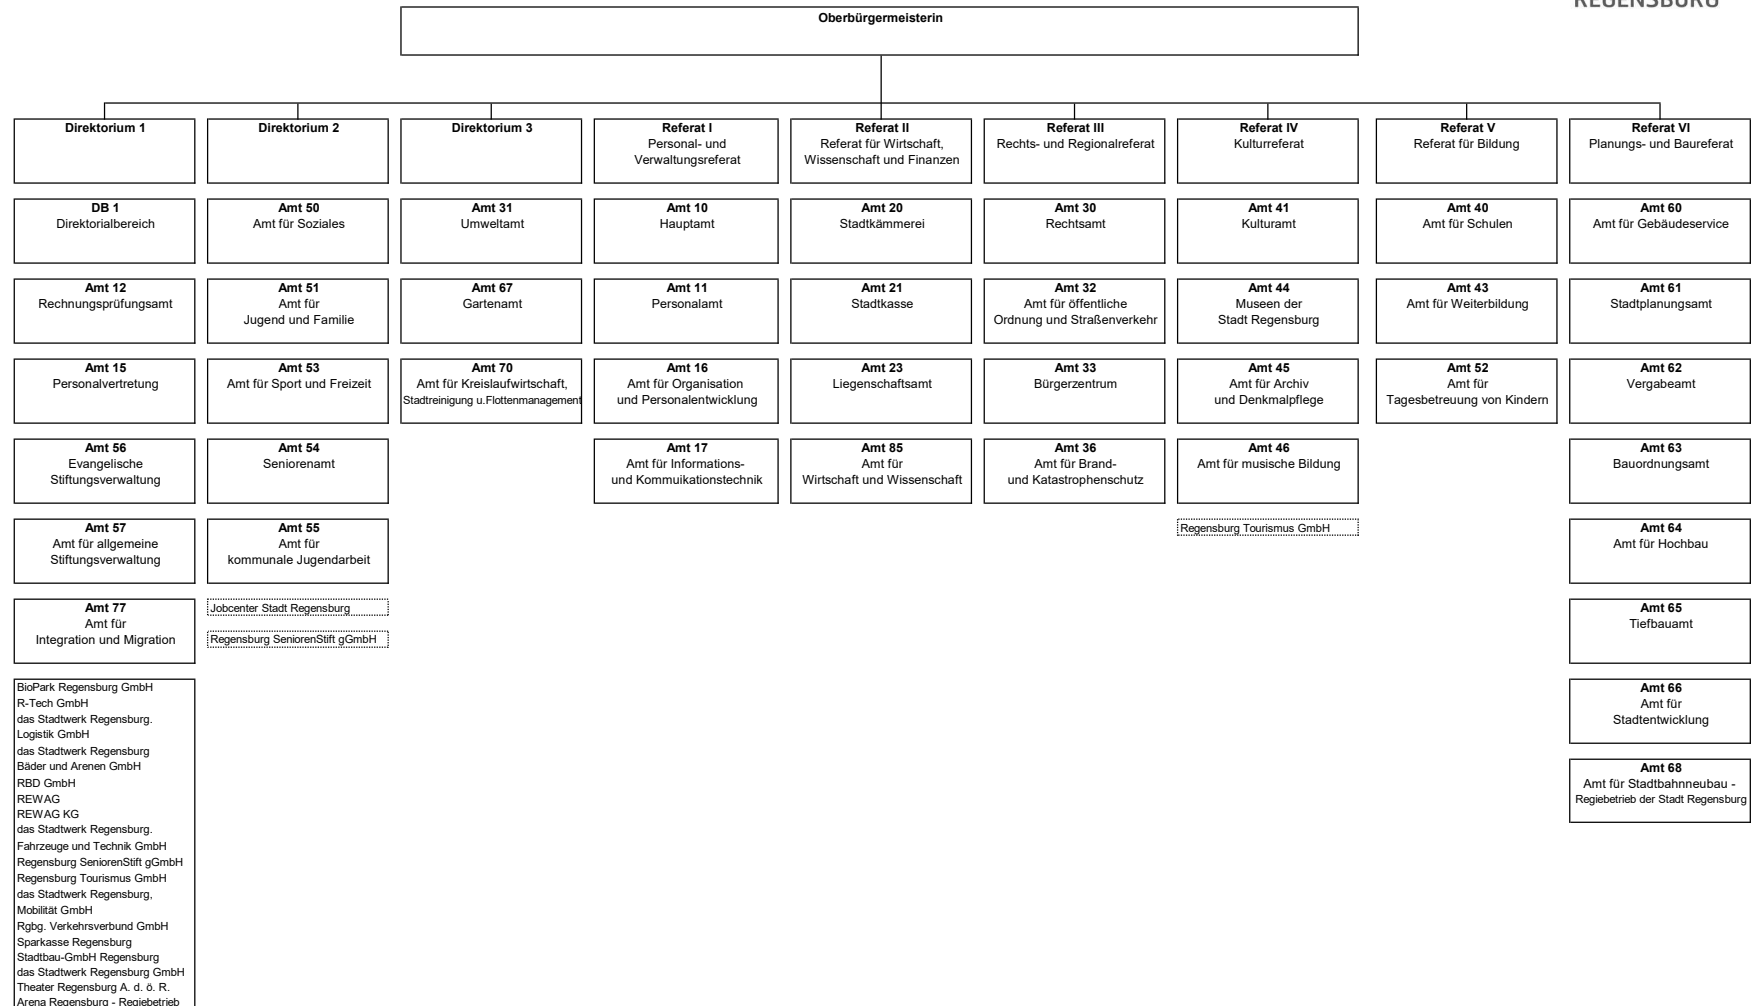 REGENSBURG
Oberbürgermeisterin
Direktorium 1
Direktorium 2
Direktorium 3
Referat I
Personal- und
Verwaltungsreferat
Referat II
Referat für Wirtschaft,
Wissenschaft und Finanzen
Referat III
Rechts- und Regionalreferat
Referat IV
Kulturreferat
Referat V
Referat für Bildung
Referat VI
Planungs- und Baureferat
DB 1
Direktorialbereich
Amt 50
Amt für Soziales
Amt 31
Umweltamt
Amt 10
Hauptamt
Amt 20
Stadtkämmerei
Amt 30
Rechtsamt
Amt 41
Kulturamt
Amt 40
Amt für Schulen
Amt 60
Amt für Gebäudeservice
Amt 12
Rechnungsprüfungsamt
Amt 51
Amt für
Jugend und Familie
Amt 67
Gartenamt
Amt 11
Personalamt
Amt 21
Stadtkasse
Amt 32
Amt für öffentliche
Ordnung und Straßenverkehr
Amt 44
Museen der
Stadt Regensburg
Amt 43
Amt für Weiterbildung
Amt 61
Stadtplanungsamt
Amt 15
Personalvertretung
Amt 53
Amt für Sport und Freizeit
Amt 70
Amt für Kreislaufwirtschaft,
Stadtreinigung u.Flottenmanagement
Amt 16
Amt für Organisation
und Personalentwicklung
Amt 23
Liegenschaftsamt
Amt 33
Bürgerzentrum
Amt 45
Amt für Archiv
und Denkmalpflege
Amt 52
Amt für
Tagesbetreuung von Kindern
Amt 62
Vergabeamt
Amt 56
Evangelische
Stiftungsverwaltung
Amt 54
Seniorenamt
Amt 17
Amt für Informations-
und Kommuikationstechnik
Amt 85
Amt für
Wirtschaft und Wissenschaft
Amt 36
Amt für Brand-
und Katastrophenschutz
Amt 46
Amt für musische Bildung
Amt 63
Bauordnungsamt
Amt 57
Amt für allgemeine
Stiftungsverwaltung
Amt 55
Amt für
kommunale Jugendarbeit
Regensburg Tourismus GmbH
Amt 64
Amt für Hochbau
Amt 77
Amt für
Integration und Migration
Jobcenter Stadt Regensburg
Regensburg SeniorenStift gGmbH
Amt 65
Tiefbauamt
BioPark Regensburg GmbH
R-Tech GmbH
das Stadtwerk Regensburg.
Logistik GmbH
das Stadtwerk Regensburg
Bäder und Arenen GmbH
RBD GmbH
REWAG
REWAG KG
das Stadtwerk Regensburg.
Fahrzeuge und Technik GmbH
Regensburg SeniorenStift gGmbH
Regensburg Tourismus GmbH
das Stadtwerk Regensburg,
Mobilität GmbH
Rgbg. Verkehrsverbund GmbH
Sparkasse Regensburg
Stadtbau-GmbH Regensburg
das Stadtwerk Regensburg GmbH
Theater Regensburg A. d. ö. R.
Arena Regensburg - Regiebetrieb
Amt 66
Amt für
Stadtentwicklung
Amt 68
Amt für Stadtbahnneubau -
Regiebetrieb der Stadt Regensburg